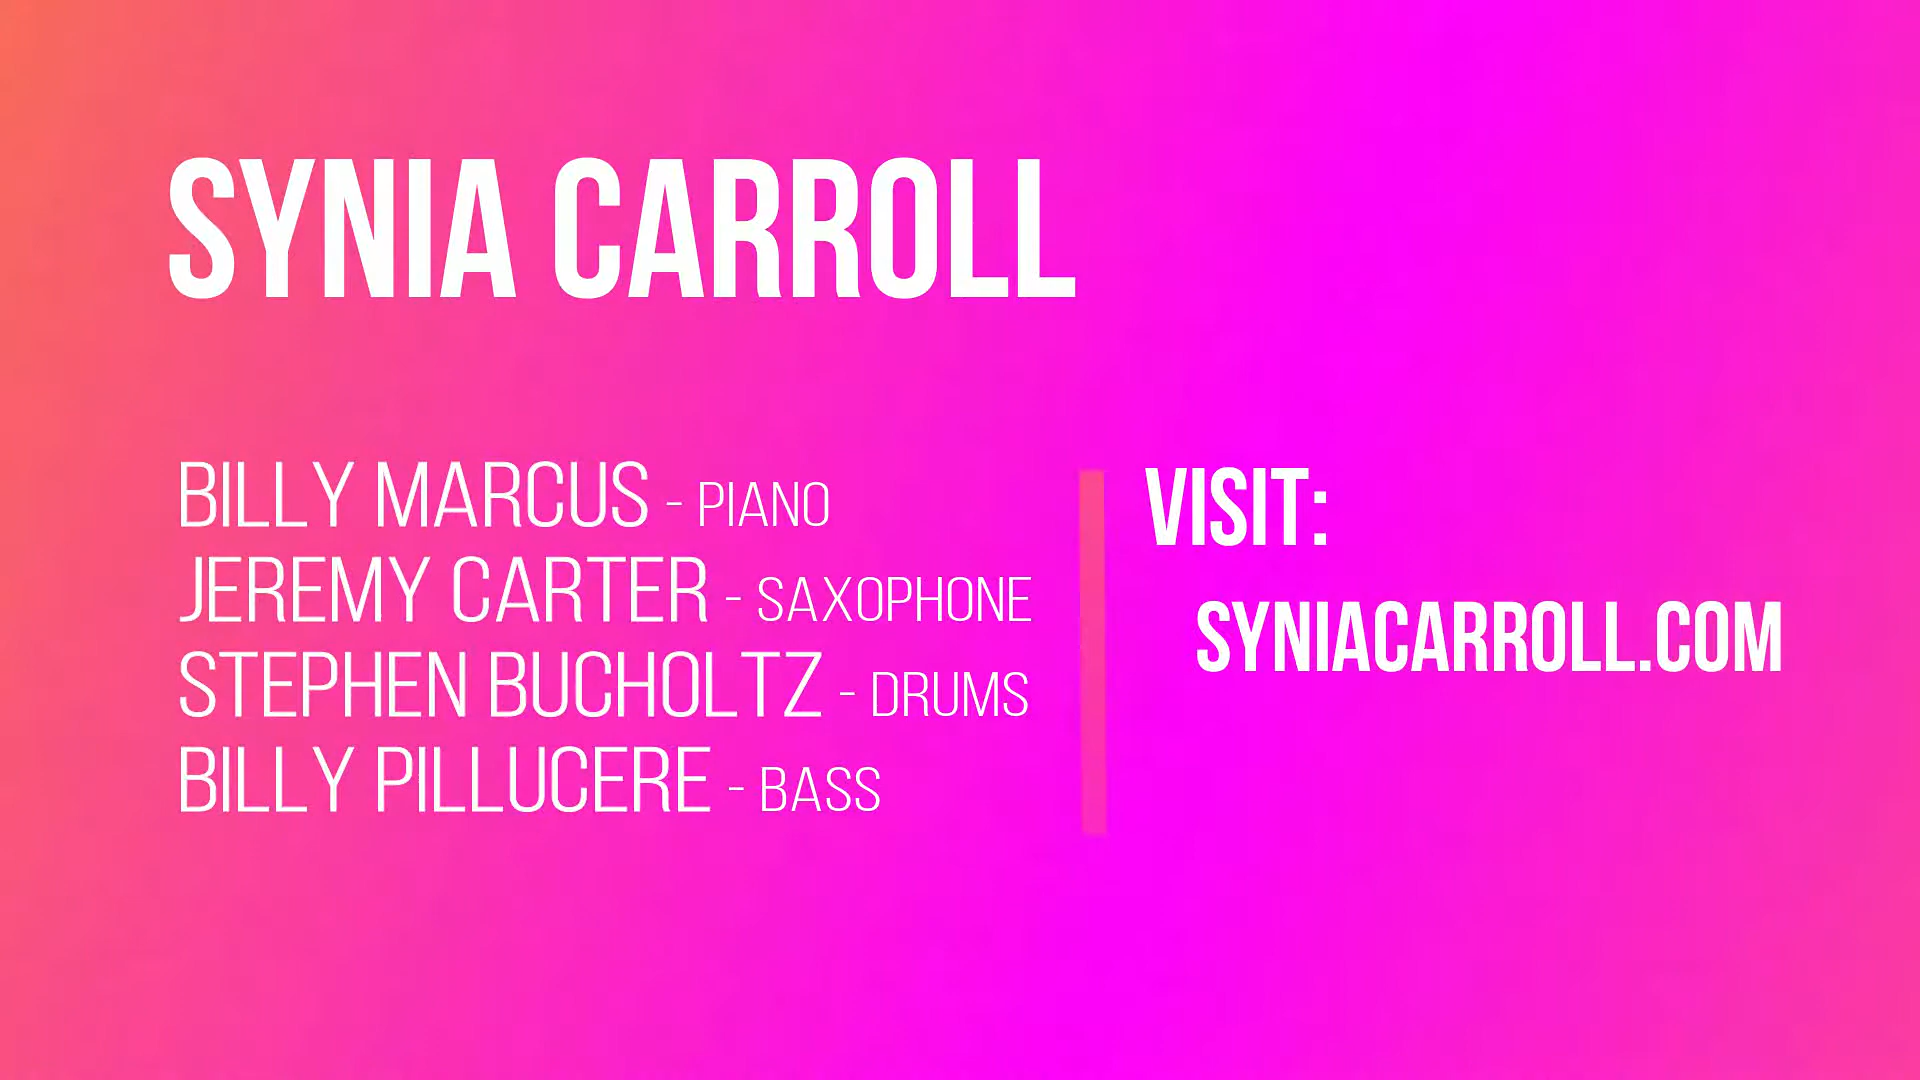 SYNIA CARROLL
BILLY MARCUS - PIANO
JEREMY CARTER - SAXOPHONE
STEPHEN BUCHOLTZ - DRUMS
BILLY PILLUCERE - BASS
VISIT:
SYNIACARROLL.COM